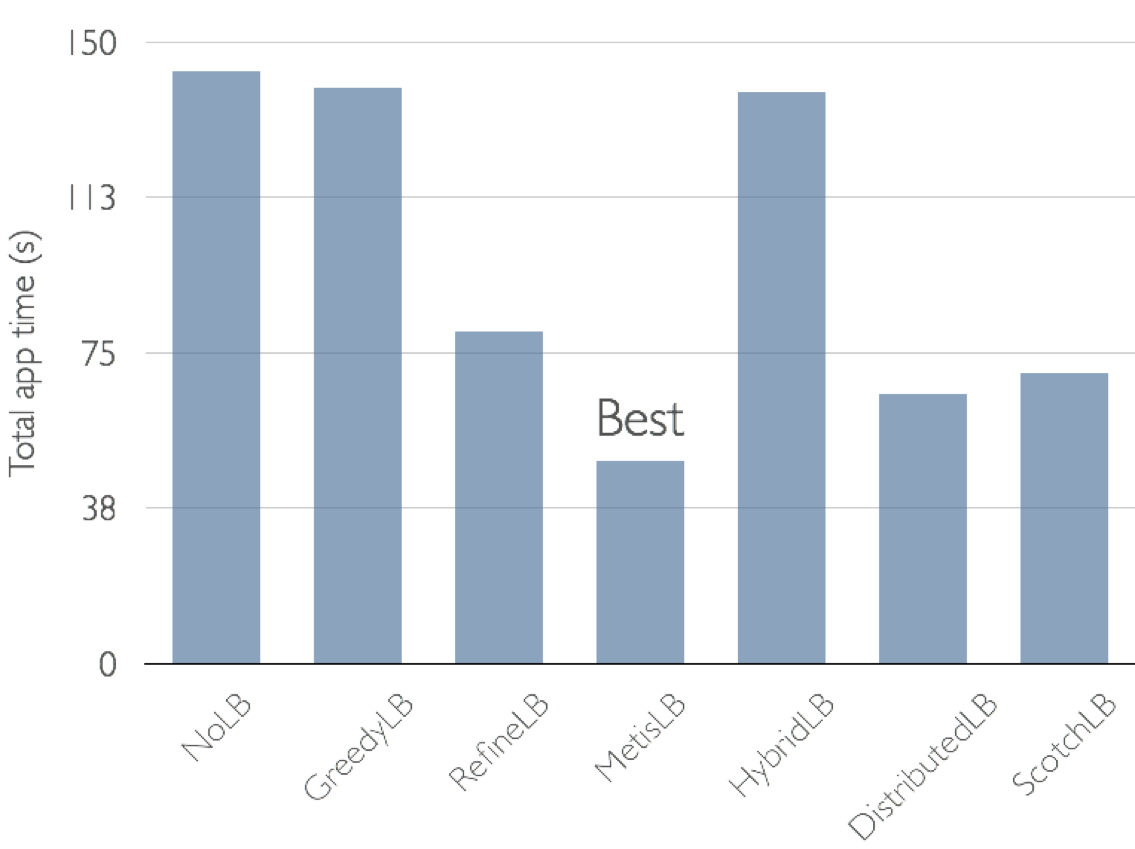 Total app time (s)
150
113
75
38
0
Best
NoLB
GreedyLB
RefineLB
MetisLB
HybridLB
DistributedLB
ScotchLB